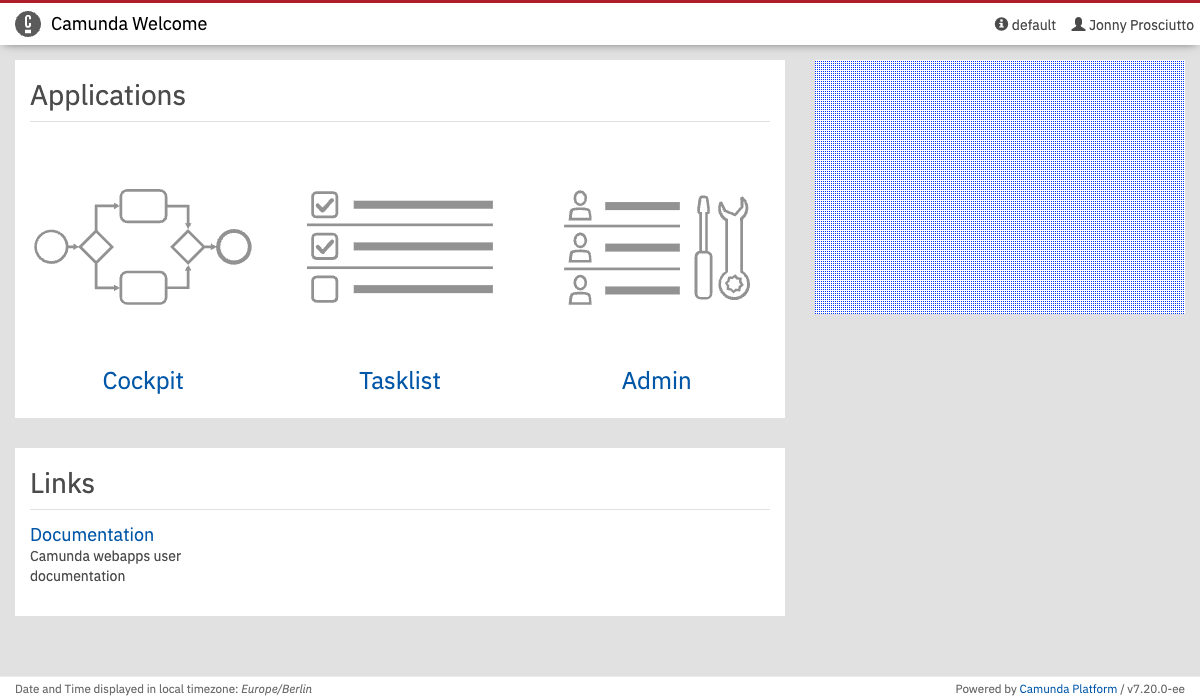 Camunda Welcome
default
Jonny Prosciutto
Applications
Cockpit
Tasklist
Admin
Links
Documentation
Camunda webapps user
documentation
Date and Time displayed in local timezone: Europe/Berlin
Powered by Camunda Platform / v7.20.0-ee